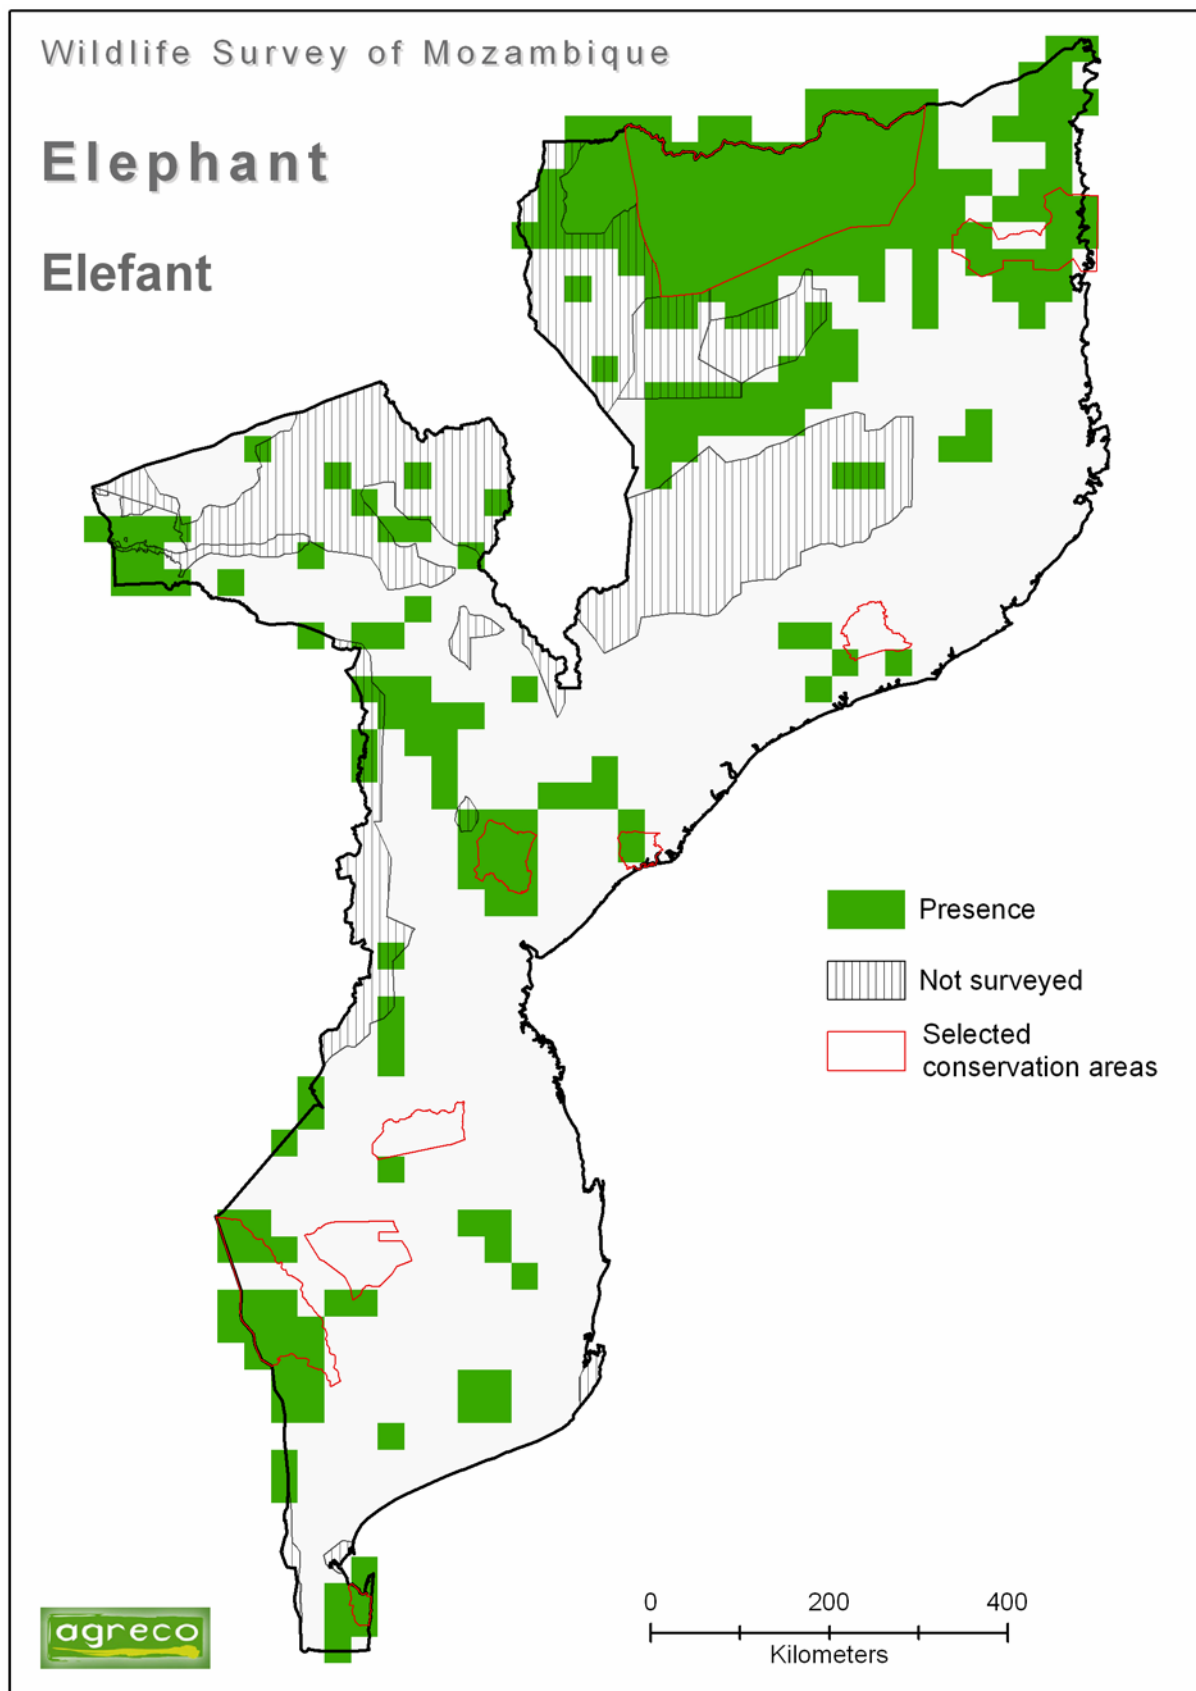 Wildlife Survey of Mozambique
Elephant
Elefant
Presence
Not surveyed
Selected
conservation areas
0 200 400
Kilometers
agreco